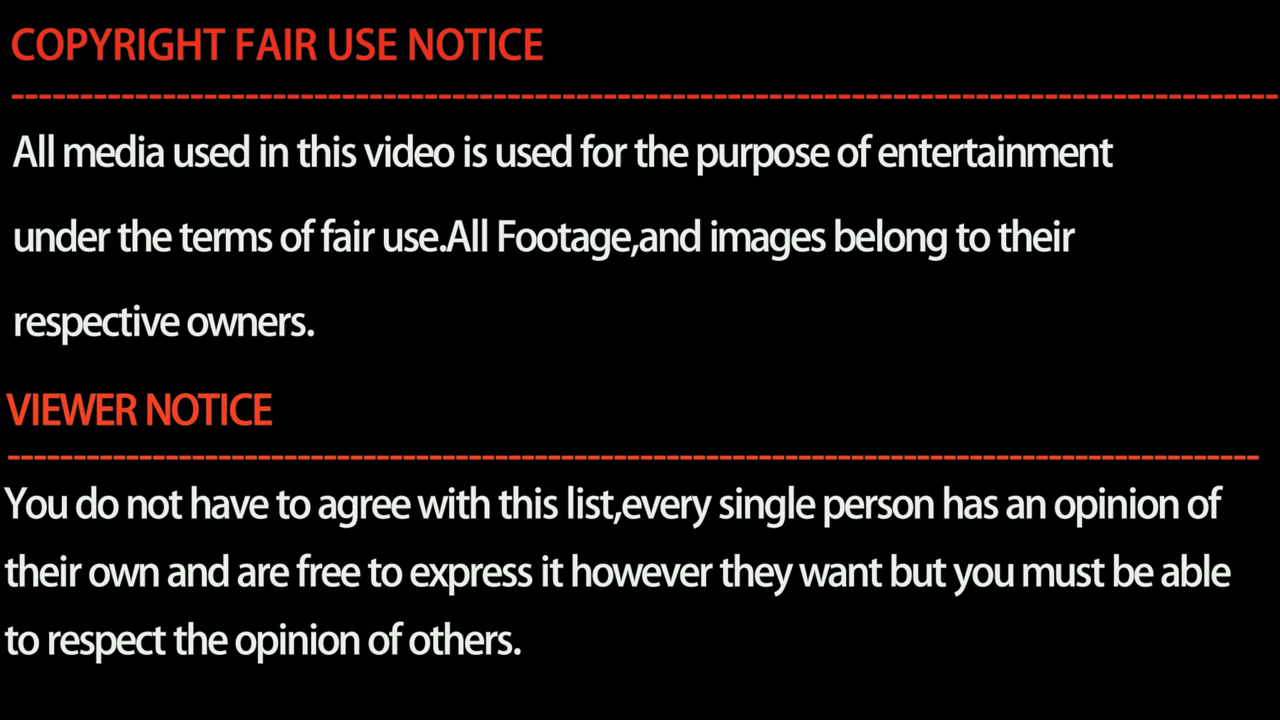 COPYRIGHT FAIR USE NOTICE
--------------------------------------------------------------------------------------------
All media used in this video is used for the purpose of entertainment
under the terms of fair use.All Footage,and images belong to their
respective owners.
VIEWER NOTICE
--------------------------------------------------------------------------------------------
You do not have to agree with this list,every single person has an opinion of
their own and are free to express it however they want but you must be able
to respect the opinion of others.